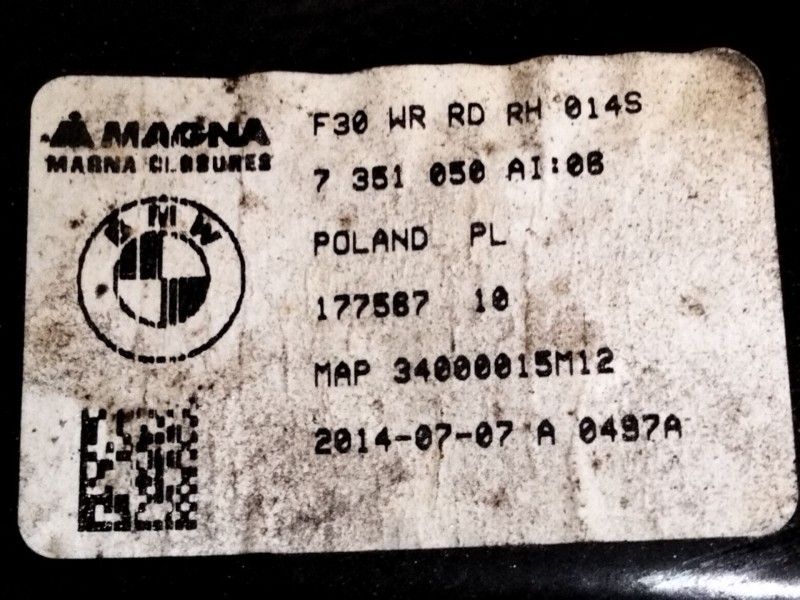 MAGNA
MAGNA CLOSURES
BMW
F30 WR RD RH 014S
7 351 050 AI:06
POLAND PL
177567 10
MAP 34000015M12
2014-07-07 A 0497A